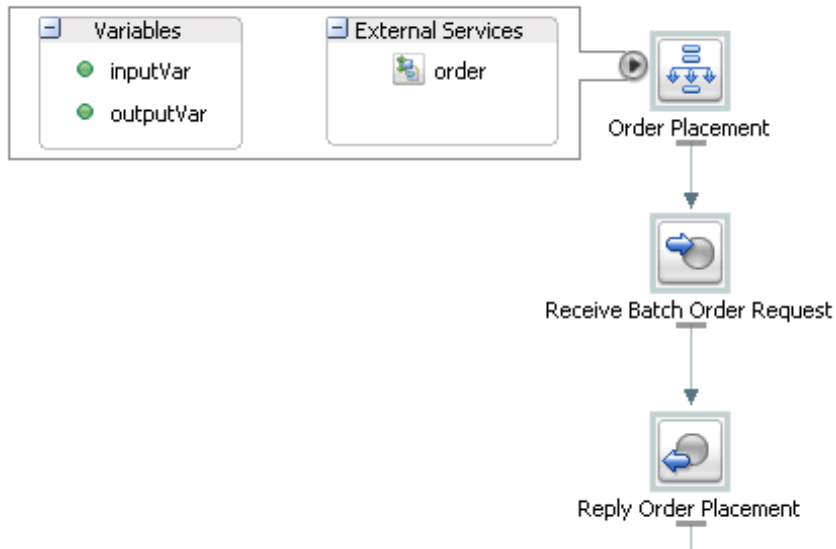 Variables
inputVar
outputVar
External Services
order
Order Placement
Receive Batch Order Request
Reply Order Placement